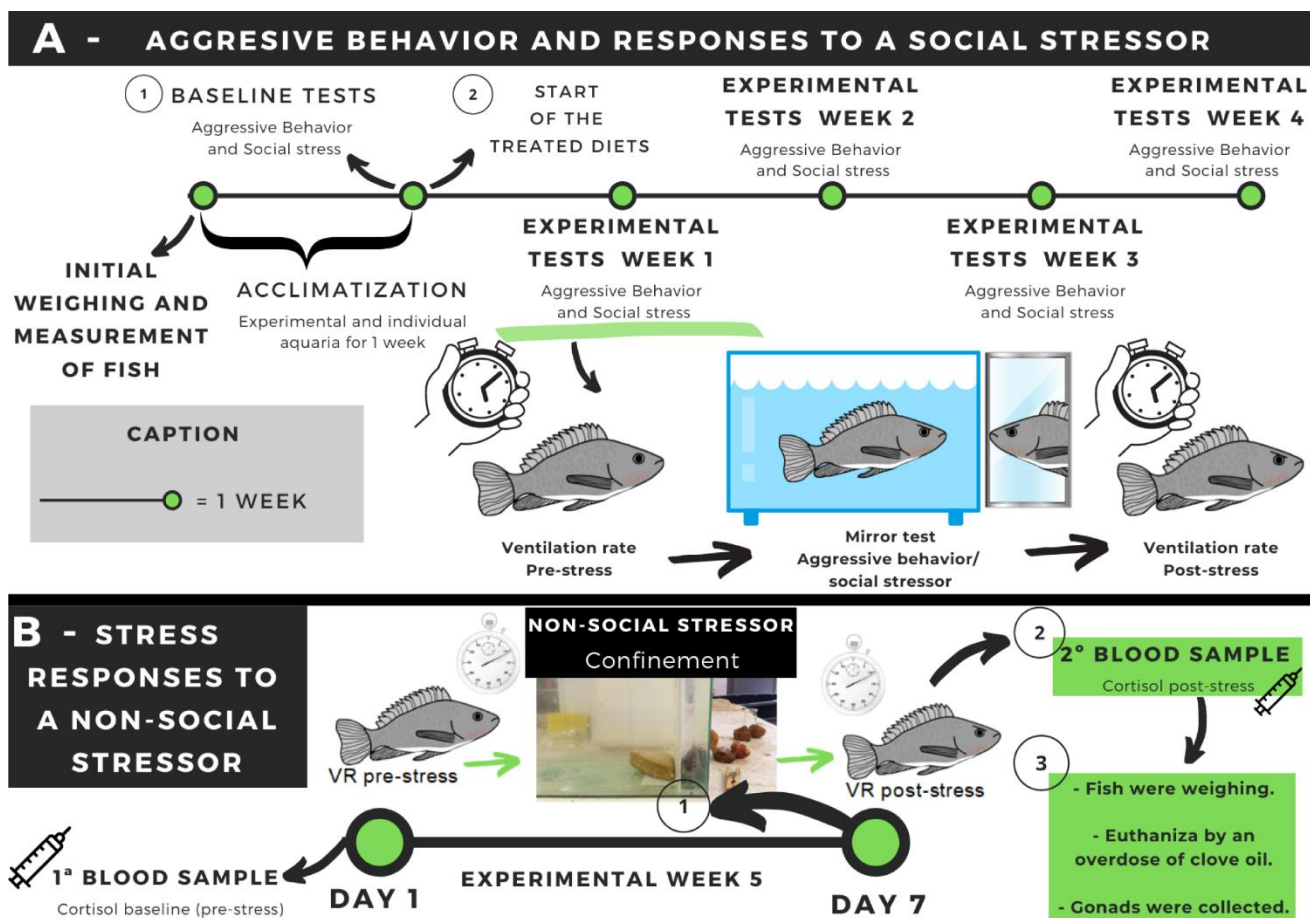 A - AGGRESIVE BEHAVIOR AND RESPONSES TO A SOCIAL STRESSOR
1 BASELINE TESTS
Aggressive Behavior
and Social stress
2 START
OF THE
TREATED DIETS
EXPERIMENTAL
TESTS WEEK 2
Aggressive Behavior
and Social stress
EXPERIMENTAL
TESTS WEEK 4
Aggressive Behavior
and Social stress
INITIAL
WEIGHING AND
MEASUREMENT
OF FISH
ACCLIMATIZATION
Experimental and individual
aquaria for 1 week
EXPERIMENTAL
TESTS WEEK 1
Aggressive Behavior
and Social stress
EXPERIMENTAL
TESTS WEEK 3
Aggressive Behavior
and Social stress
CAPTION
= 1 WEEK
Ventilation rate
Pre-stress
Mirror test
Aggressive behavior/
social stressor
Ventilation rate
Post-stress
B - STRESS
RESPONSES TO
A NON-SOCIAL
STRESSOR
NON-SOCIAL STRESSOR
Confinement
VR pre-stress
VR post-stress
1
2
2º BLOOD SAMPLE
Cortisol post-stress
3
- Fish were weighing.
- Euthaniza by an
overdose of clove oil.
- Gonads were collected.
1ª BLOOD SAMPLE
Cortisol baseline (pre-stress)
DAY 1
EXPERIMENTAL WEEK 5
DAY 7